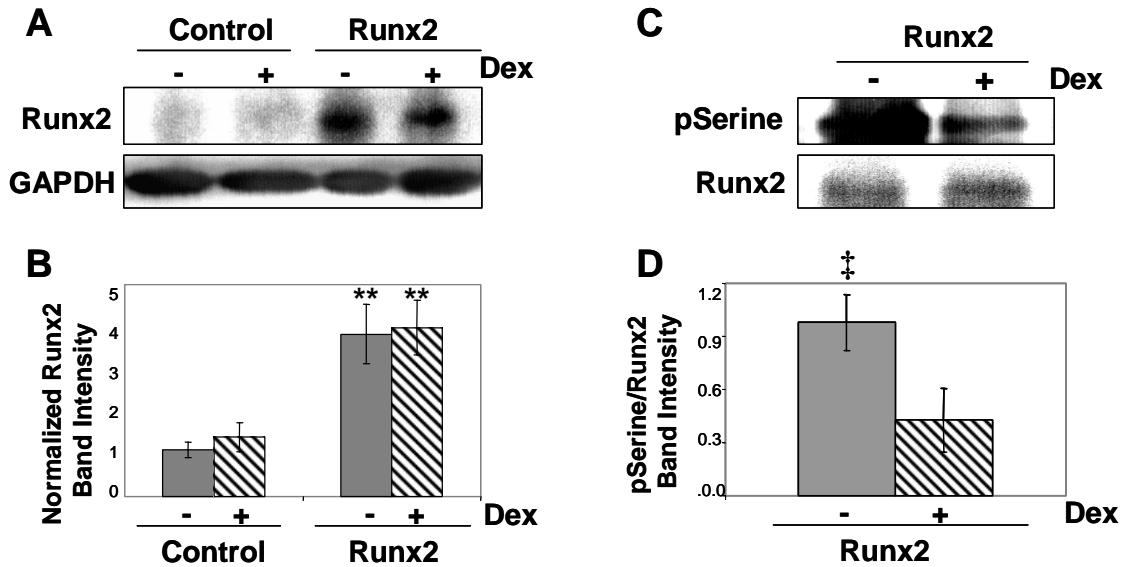 A
Control Runx2
- + - + Dex
Runx2
GAPDH
B
Normalized Runx2
Band Intensity
5
4
3
2
1
0
** **
- + - + Dex
Control Runx2
C
Runx2
- + Dex
pSerine
Runx2
D
‡
pSerine/Runx2
Band Intensity
1.2
0.9
0.6
0.3
.0.0
- + Dex
Runx2